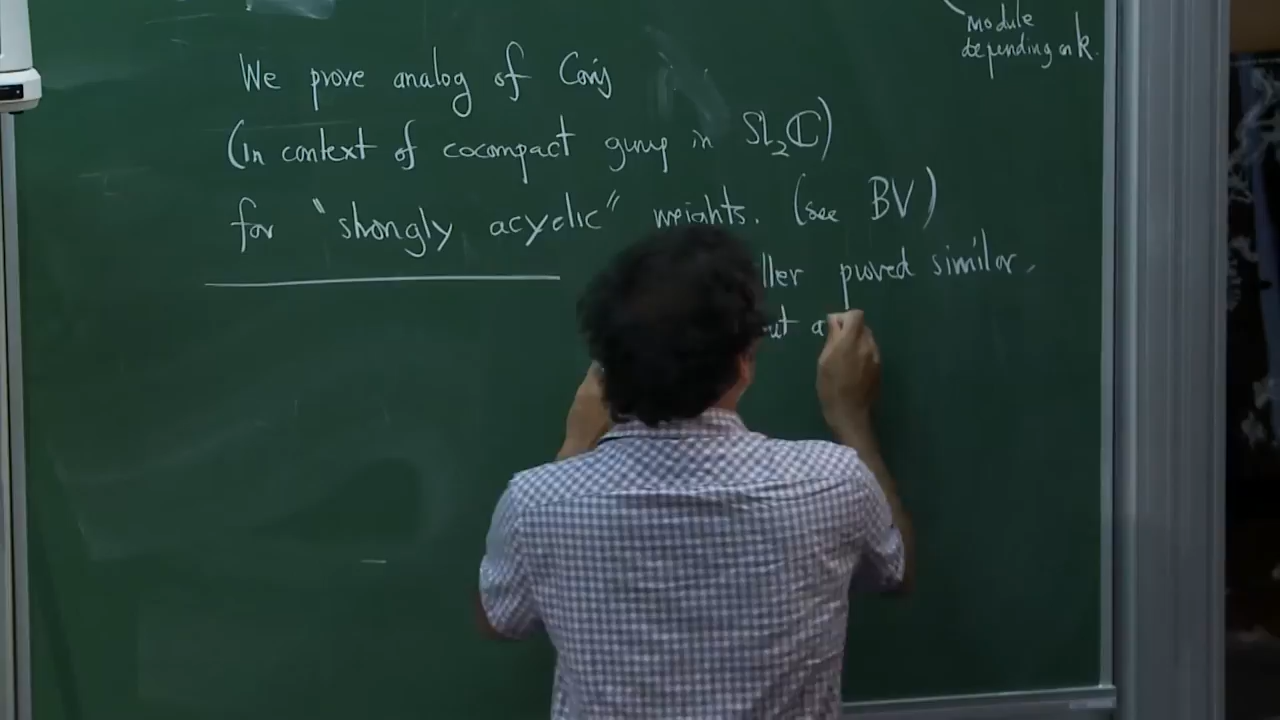 module
depending on k.
We prove analog of Conj
(In context of cocompact group in SL₂ℂ)
for "strongly acyclic" weights. (see BV)
ller proved similar,
ut a